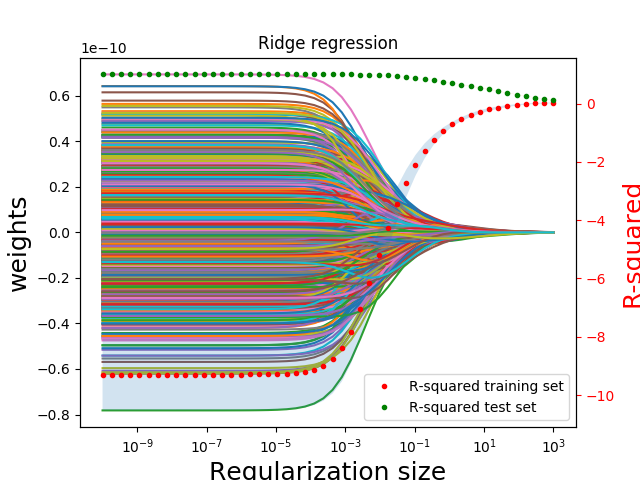 Ridge regression
1e−10
0.6
0.4
0.2
0.0
−0.2
−0.4
−0.6
−0.8
weights
0
−2
−4
−6
−8
−10
R-squared
R-squared training set
R-squared test set
10⁻⁹ 10⁻⁷ 10⁻⁵ 10⁻³ 10⁻¹ 10¹ 10³
Regularization size